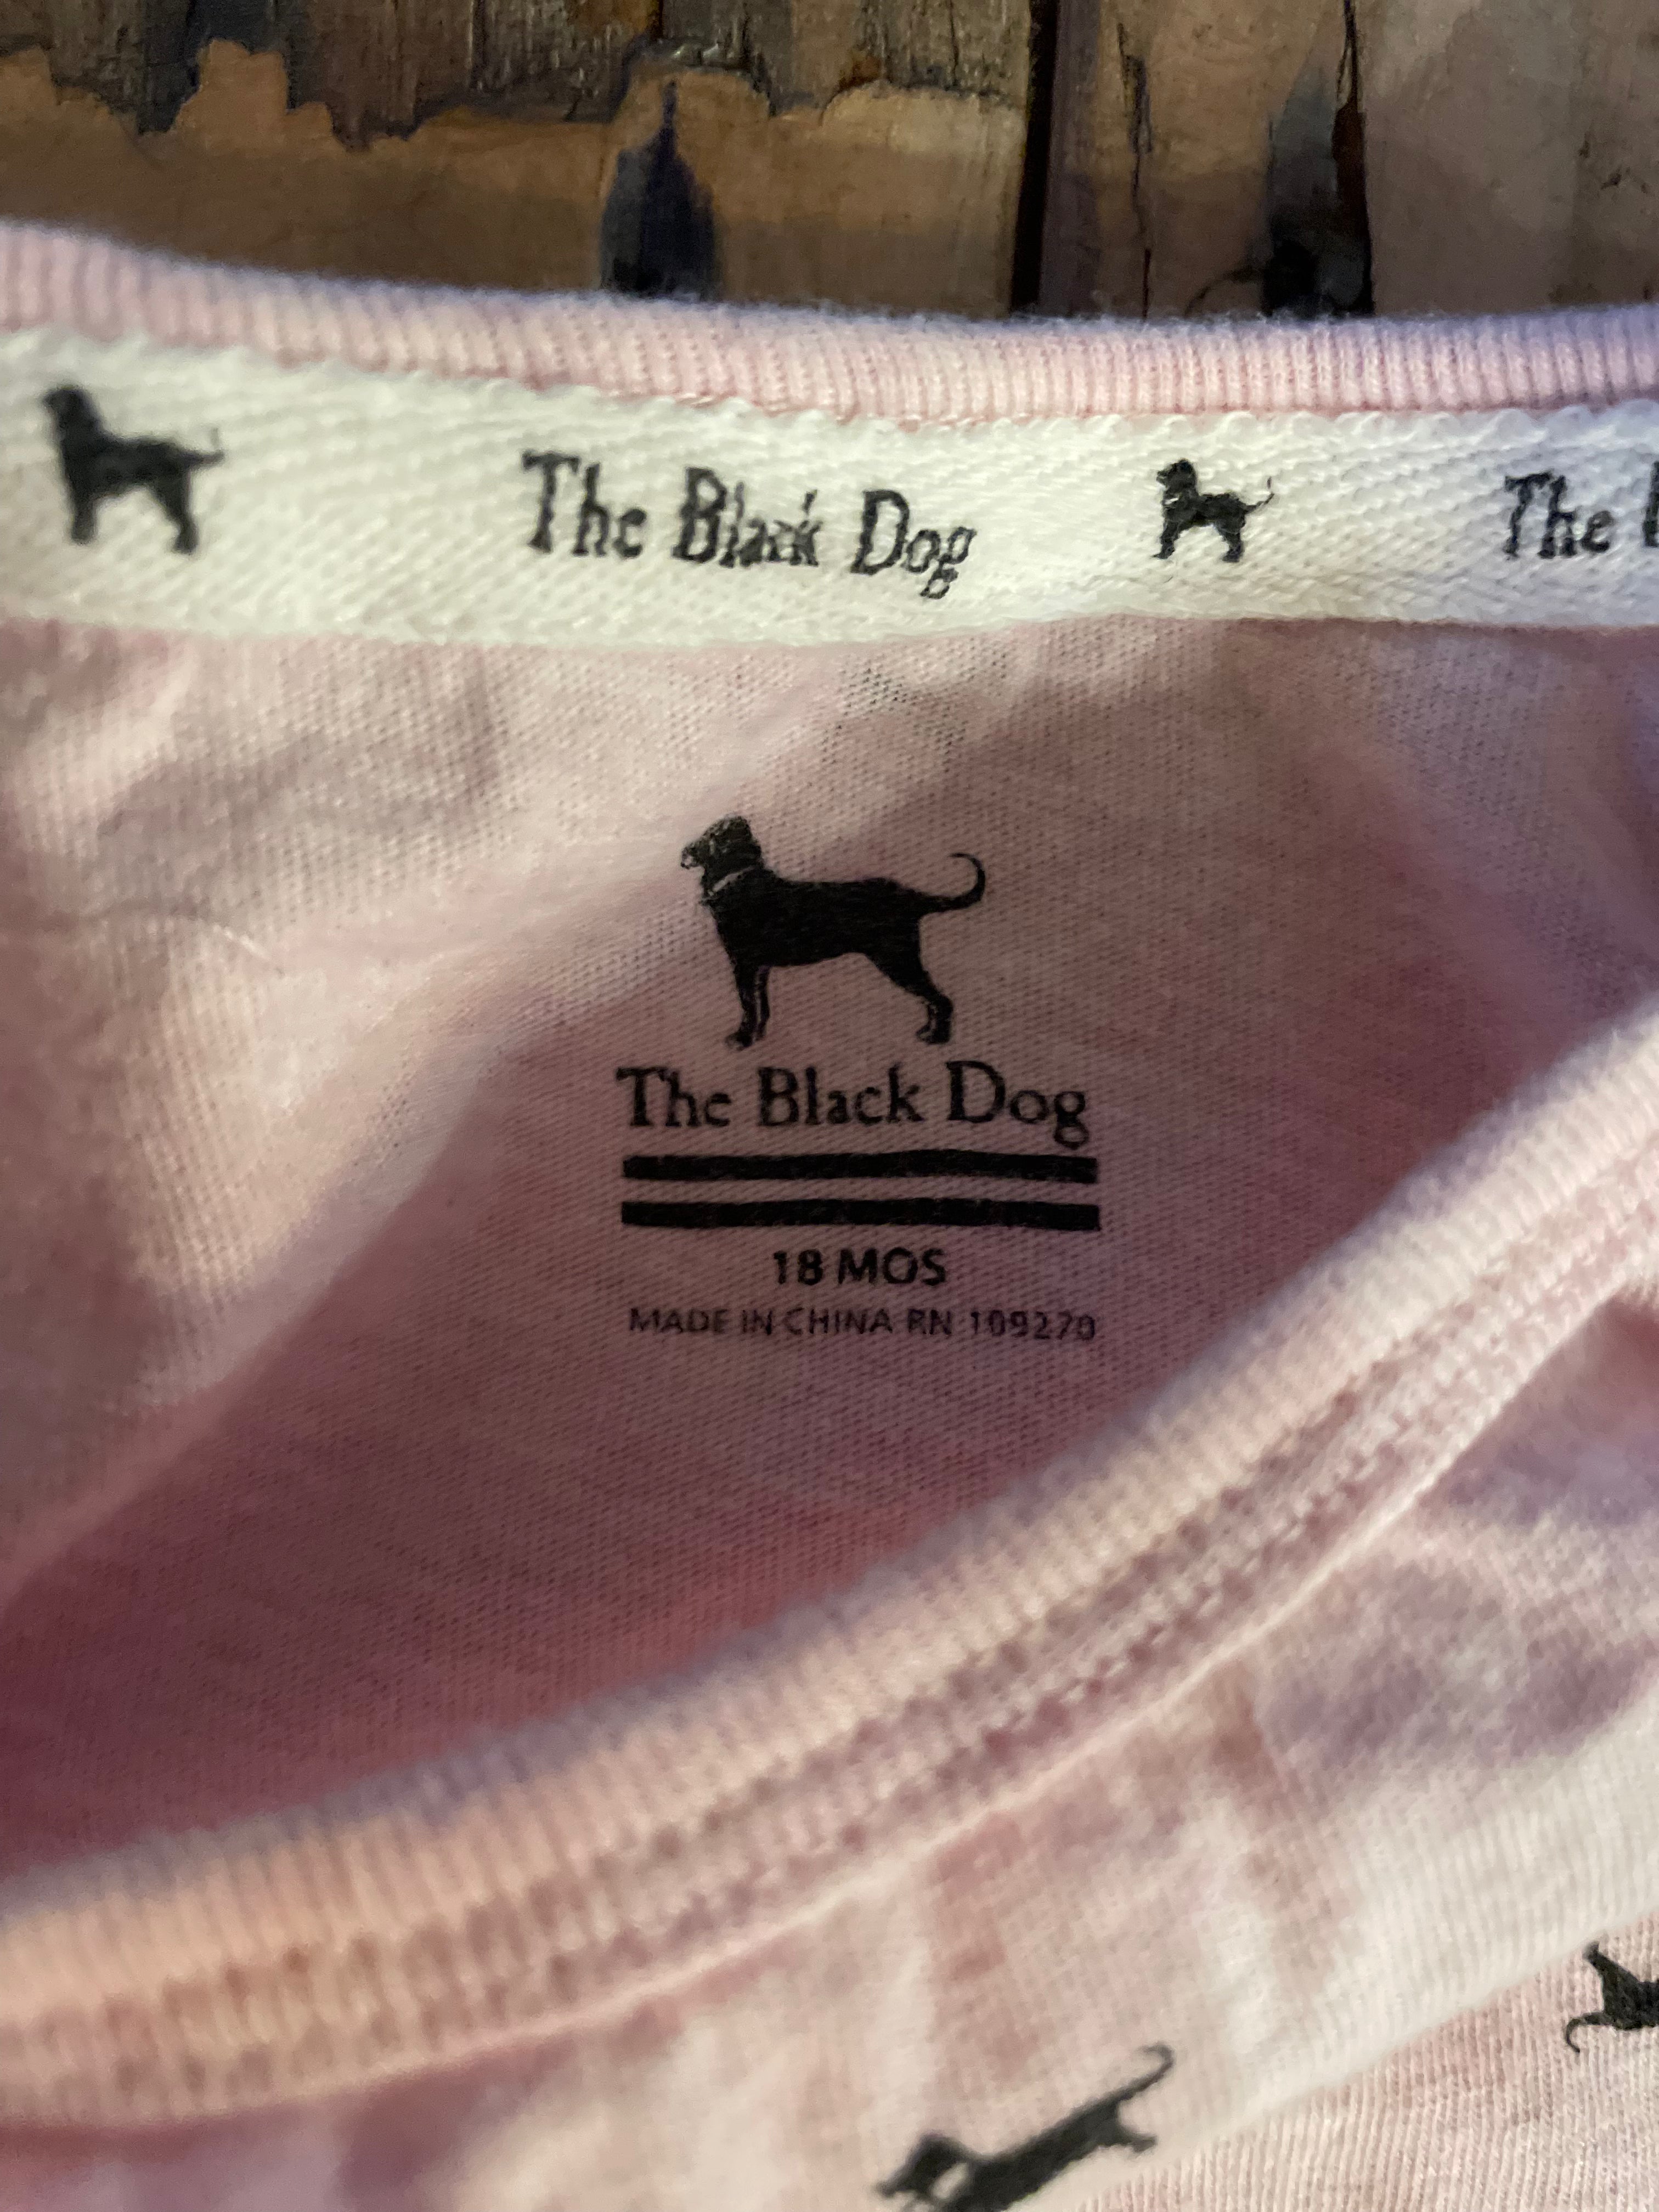 The Black Dog The
The Black Dog
18 MOS
MADE IN CHINA RN 109270